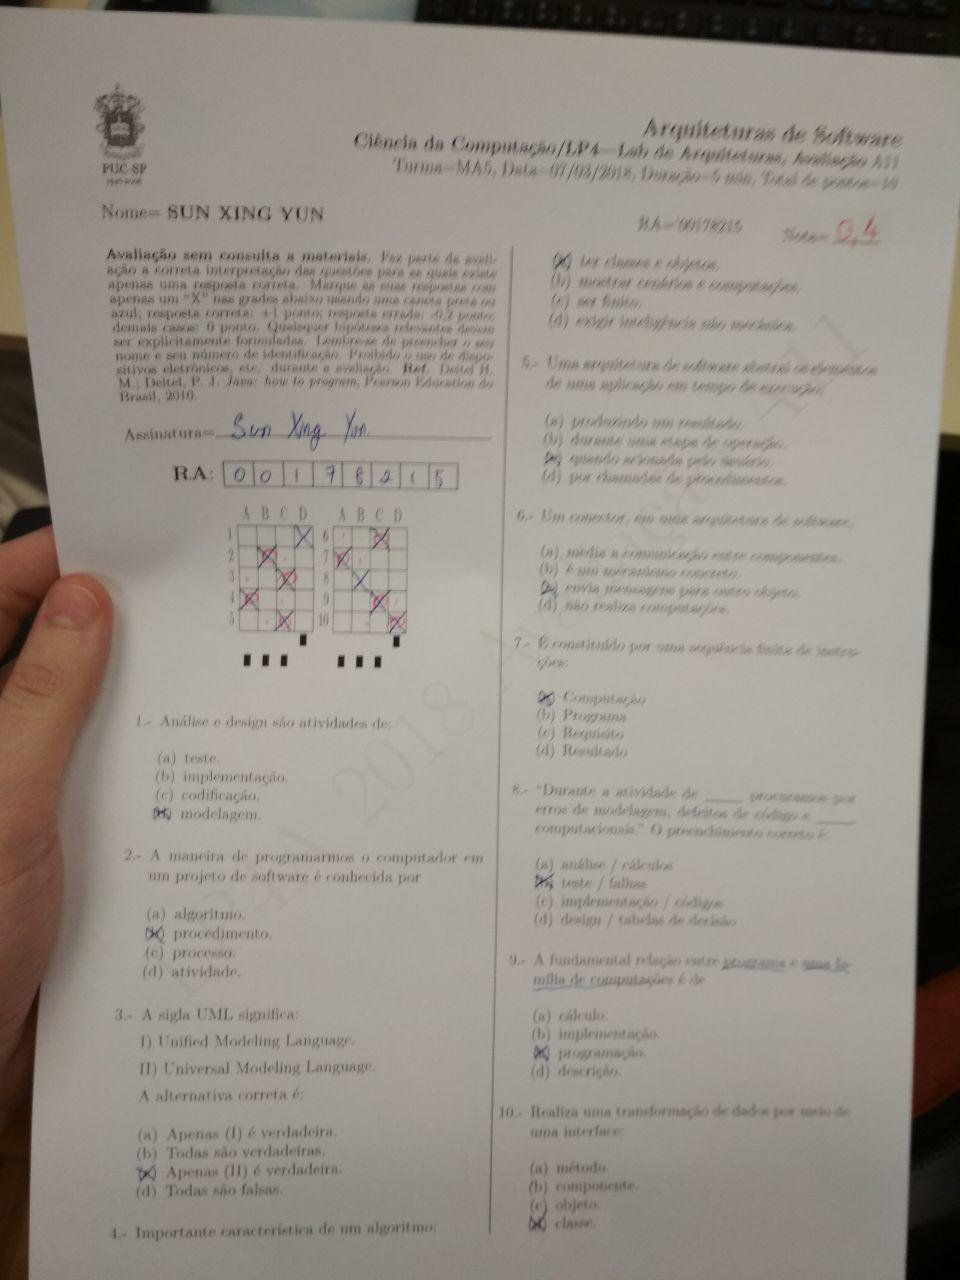 PUC-SP
Arquiteturas de Software
Ciência da Computação/LP4—Lab de Arquiteturas, Avaliação A11
Turma=MA5, Data=07/03/2018, Duração=5 min, Total de pontos=10
Nome= SUN XING YUN
RA=00178215
Nota= 0,4
Avaliação sem consulta a materiais. Faz parte da avali-
ação a correta interpretação das questões para as quais existe
apenas uma resposta correta. Marque as suas respostas com
apenas um "X" nas grades abaixo usando uma caneta preta ou
azul; resposta correta: +1 ponto; resposta errada: -0,2 ponto;
demais casos: 0 ponto. Quaisquer hipóteses relevantes devem
ser explicitamente formuladas. Lembre-se de preencher o seu
nome e seu número de identificação. Proibido o uso de dispo-
sitivos eletrônicos, etc. durante a avaliação. Ref. Deitel H.
M.; Deitel, P. J. Java: how to program, Pearson Education do
Brasil, 2010.
Assinatura= Sun Xing Yun
RA: 0 0 1 7 8 2 1 5
A B C D A B C D
1 6
2 7
3 8
4 9
5 10
1.- Análise e design são atividades de:
(a) teste.
(b) implementação.
(c) codificação.
(d) modelagem.
2.- A maneira de programarmos o computador em
um projeto de software é conhecida por
(a) algoritmo.
(b) procedimento.
(c) processo.
(d) atividade.
3.- A sigla UML significa:
I) Unified Modeling Language.
II) Universal Modeling Language.
A alternativa correta é:
(a) Apenas (I) é verdadeira.
(b) Todas são verdadeiras.
(c) Apenas (II) é verdadeira.
(d) Todas são falsas.
4.- Importante característica de um algoritmo:
(a) ter classes e objetos.
(b) mostrar cenários e computações.
(c) ser finito.
(d) exigir inteligência não mecânica.
5.- Uma arquitetura de software abstrai os elementos
de uma aplicação em tempo de execução:
(a) produzindo um resultado.
(b) durante uma etapa de operação.
(c) quando acionada pelo usuário.
(d) por chamadas de procedimentos.
6.- Um conector, em uma arquitetura de software,
(a) media a comunicação entre componentes.
(b) é um mecanismo concreto.
(c) envia mensagens para outro objeto.
(d) não realiza computações.
7.- É constituído por uma sequência finita de instru-
ções:
(a) Computação
(b) Programa
(c) Requisito
(d) Resultado
8.- "Durante a atividade de _____ procuramos por
erros de modelagem, defeitos de código e _____
computacionais." O preenchimento correto é:
(a) análise / cálculos
(b) teste / falhas
(c) implementação / códigos
(d) design / tabelas de decisão
9.- A fundamental relação entre programa e uma fa-
mília de computações é de
(a) cálculo.
(b) implementação.
(c) programação.
(d) descrição.
10.- Realiza uma transformação de dados por meio de
uma interface:
(a) método.
(b) componente.
(c) objeto.
(d) classe.